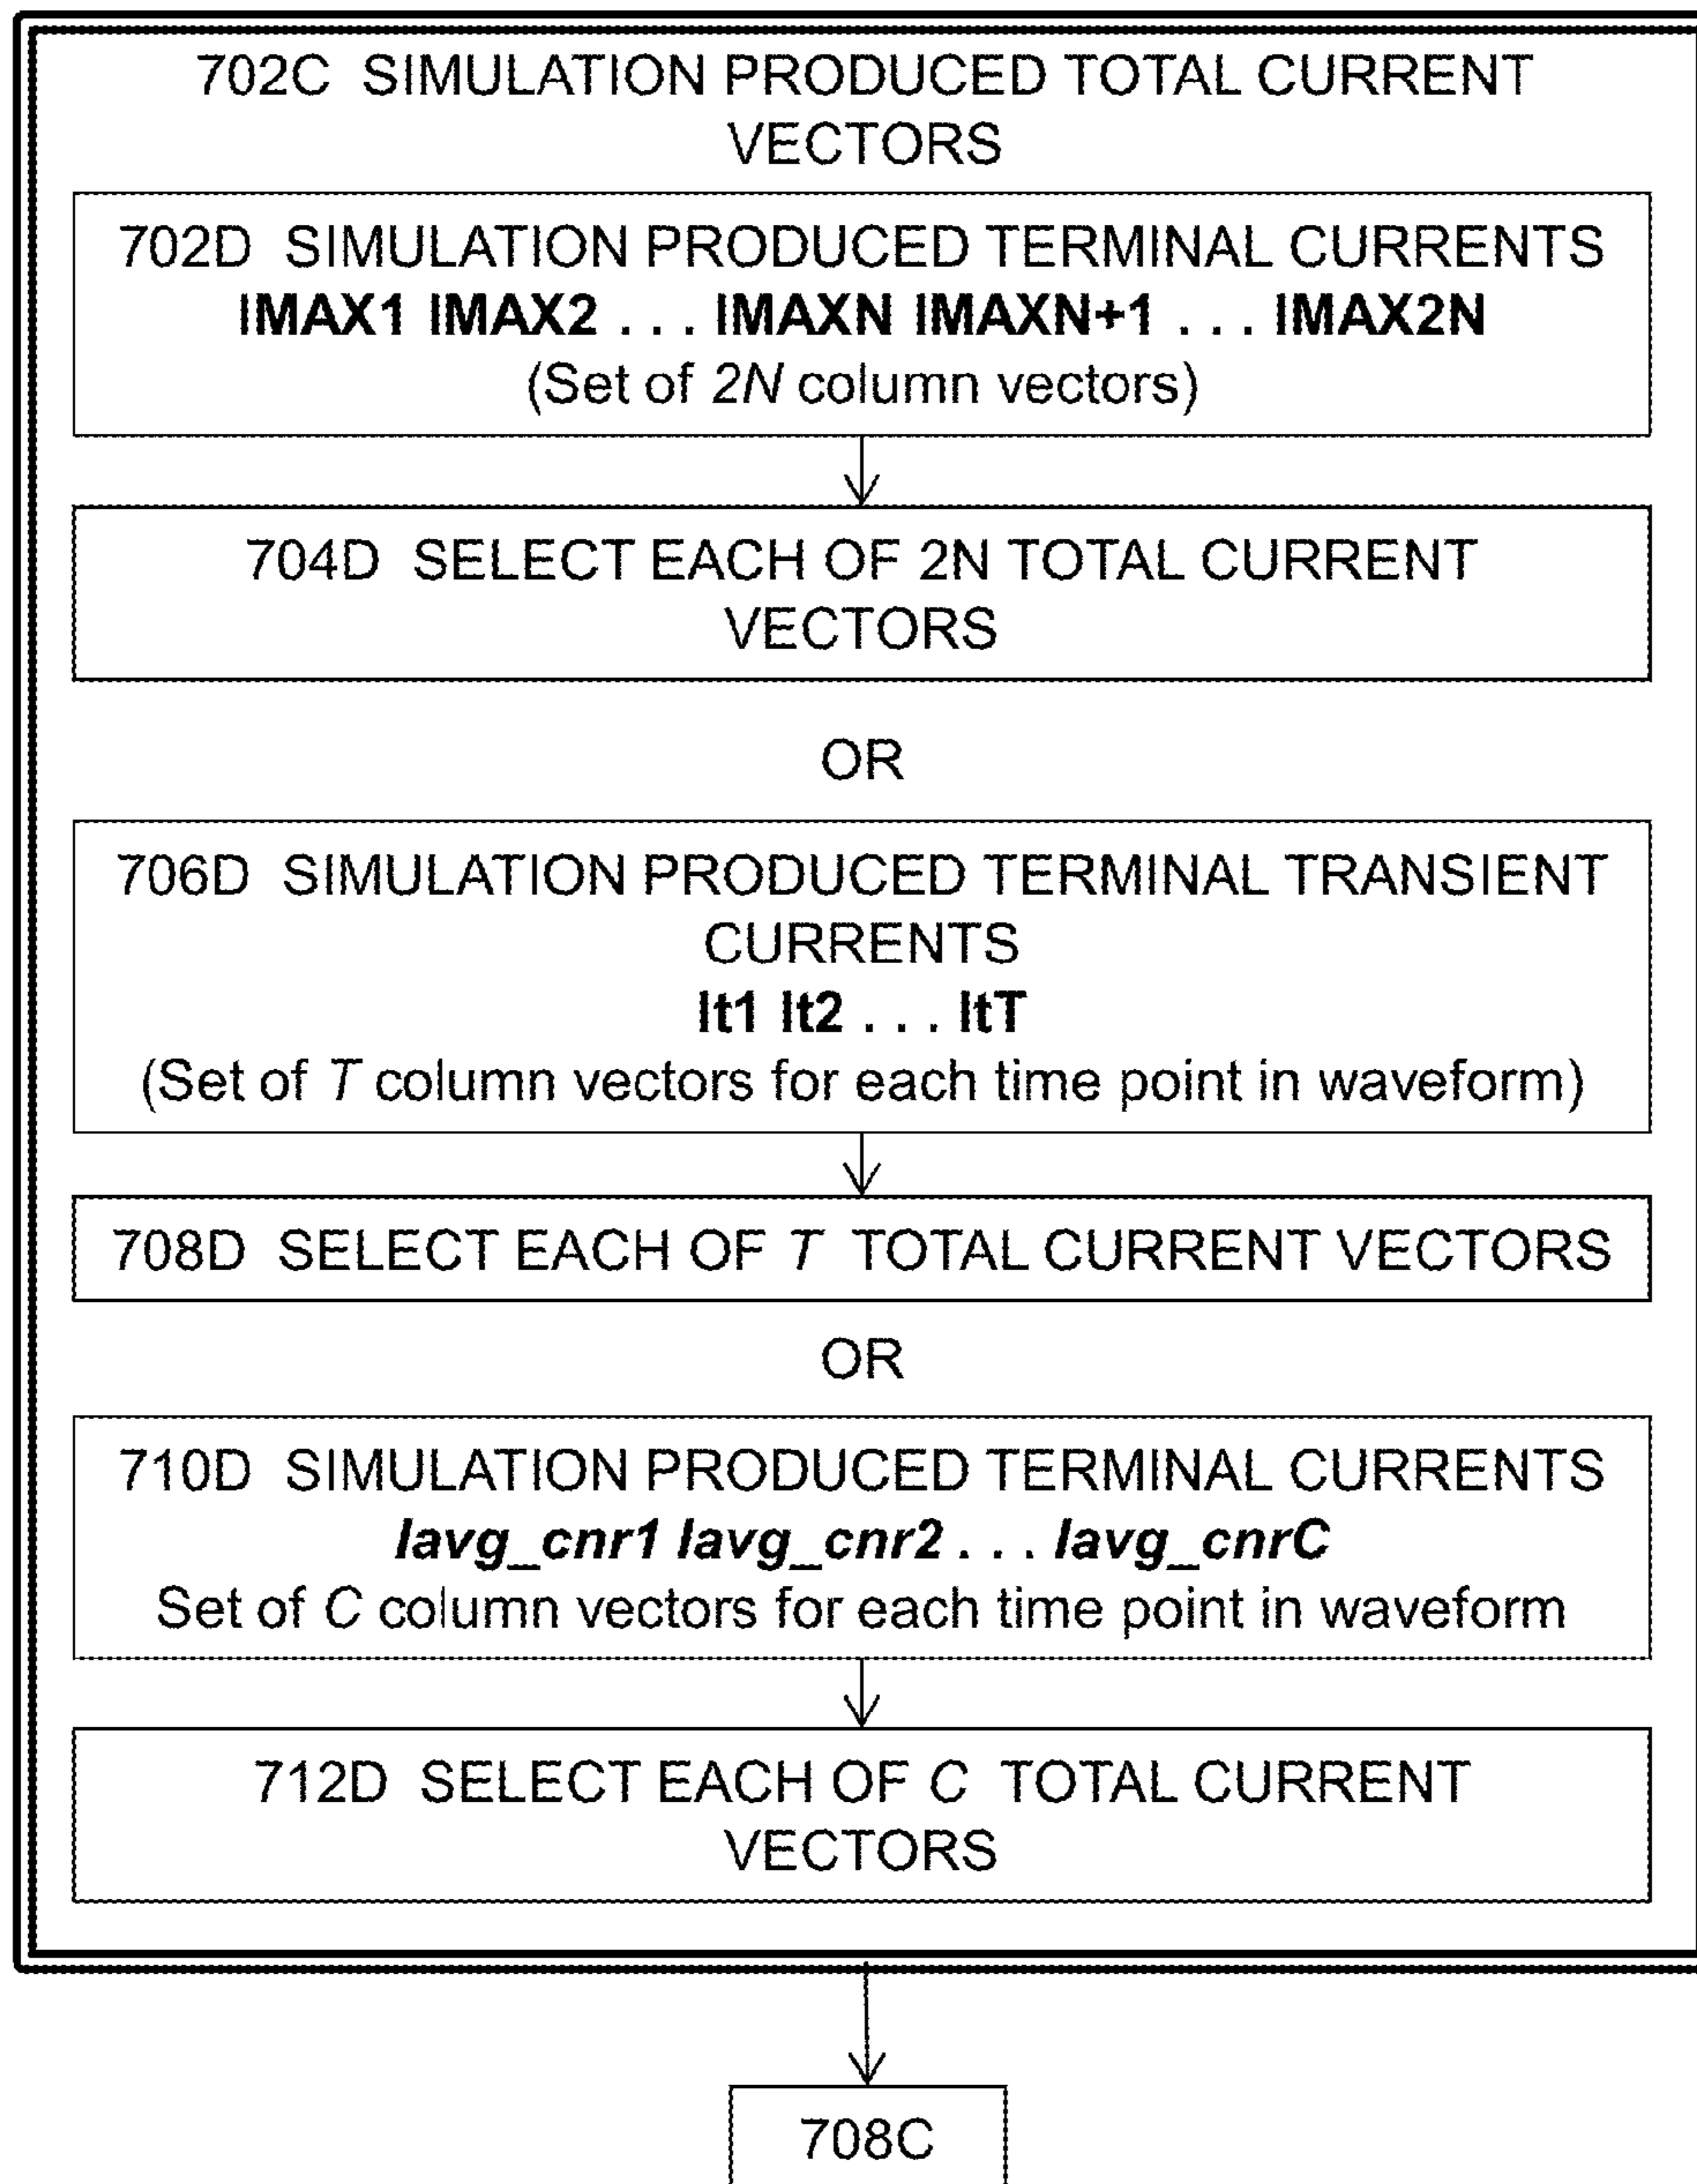 702C SIMULATION PRODUCED TOTAL CURRENT
VECTORS
702D SIMULATION PRODUCED TERMINAL CURRENTS
IMAX1 IMAX2 . . . IMAXN IMAXN+1 . . . IMAX2N
(Set of 2N column vectors)
704D SELECT EACH OF 2N TOTAL CURRENT
VECTORS
OR
706D SIMULATION PRODUCED TERMINAL TRANSIENT
CURRENTS
It1 It2 . . . ItT
(Set of T column vectors for each time point in waveform)
708D SELECT EACH OF T TOTAL CURRENT VECTORS
OR
710D SIMULATION PRODUCED TERMINAL CURRENTS
Iavg_cnr1 Iavg_cnr2 . . . Iavg_cnrC
Set of C column vectors for each time point in waveform
712D SELECT EACH OF C TOTAL CURRENT
VECTORS
708C